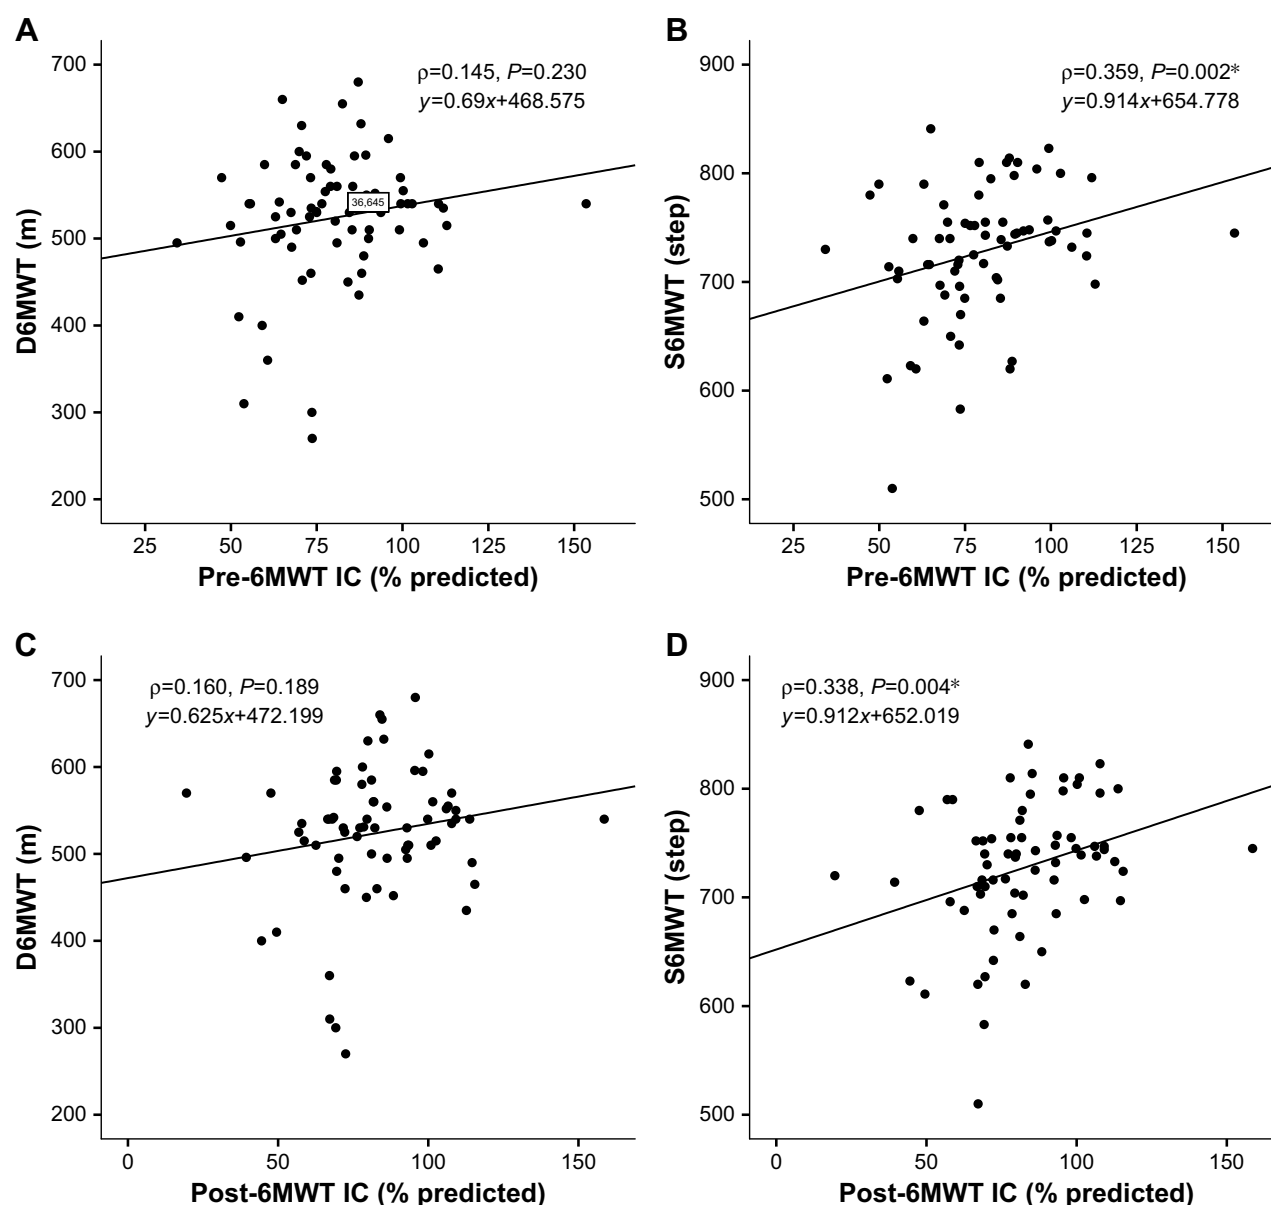 A
700
600
500
400
300
200
D6MWT (m)
ρ=0.145, P=0.230
y=0.69x+468.575
36,645
25 50 75 100 125 150
Pre-6MWT IC (% predicted)
B
900
800
700
600
500
S6MWT (step)
ρ=0.359, P=0.002*
y=0.914x+654.778
25 50 75 100 125 150
Pre-6MWT IC (% predicted)
C
700
600
500
400
300
200
D6MWT (m)
ρ=0.160, P=0.189
y=0.625x+472.199
0 50 100 150
Post-6MWT IC (% predicted)
D
900
800
700
600
500
S6MWT (step)
ρ=0.338, P=0.004*
y=0.912x+652.019
0 50 100 150
Post-6MWT IC (% predicted)